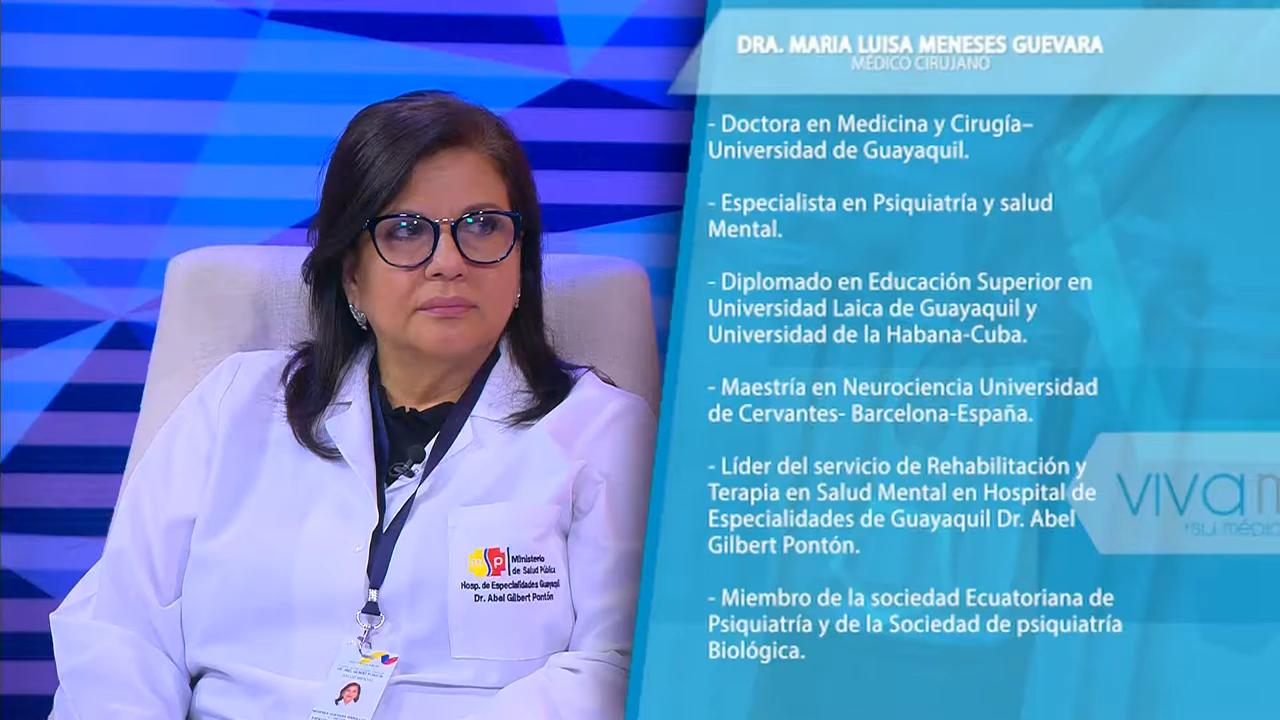 DRA. MARIA LUISA MENESES GUEVARA
MÉDICO CIRUJANO
- Doctora en Medicina y Cirugía–
Universidad de Guayaquil.
- Especialista en Psiquiatría y salud
Mental.
- Diplomado en Educación Superior en
Universidad Laica de Guayaquil y
Universidad de la Habana-Cuba.
- Maestría en Neurociencia Universidad
de Cervantes- Barcelona-España.
- Líder del servicio de Rehabilitación y
Terapia en Salud Mental en Hospital de
Especialidades de Guayaquil Dr. Abel
Gilbert Pontón.
- Miembro de la sociedad Ecuatoriana de
Psiquiatría y de la Sociedad de psiquiatría
Biológica.
VIVA
su médic
msp Ministerio
de Salud Pública
Hosp. de Especialidades Guayaquil
Dr. Abel Gilbert Pontón